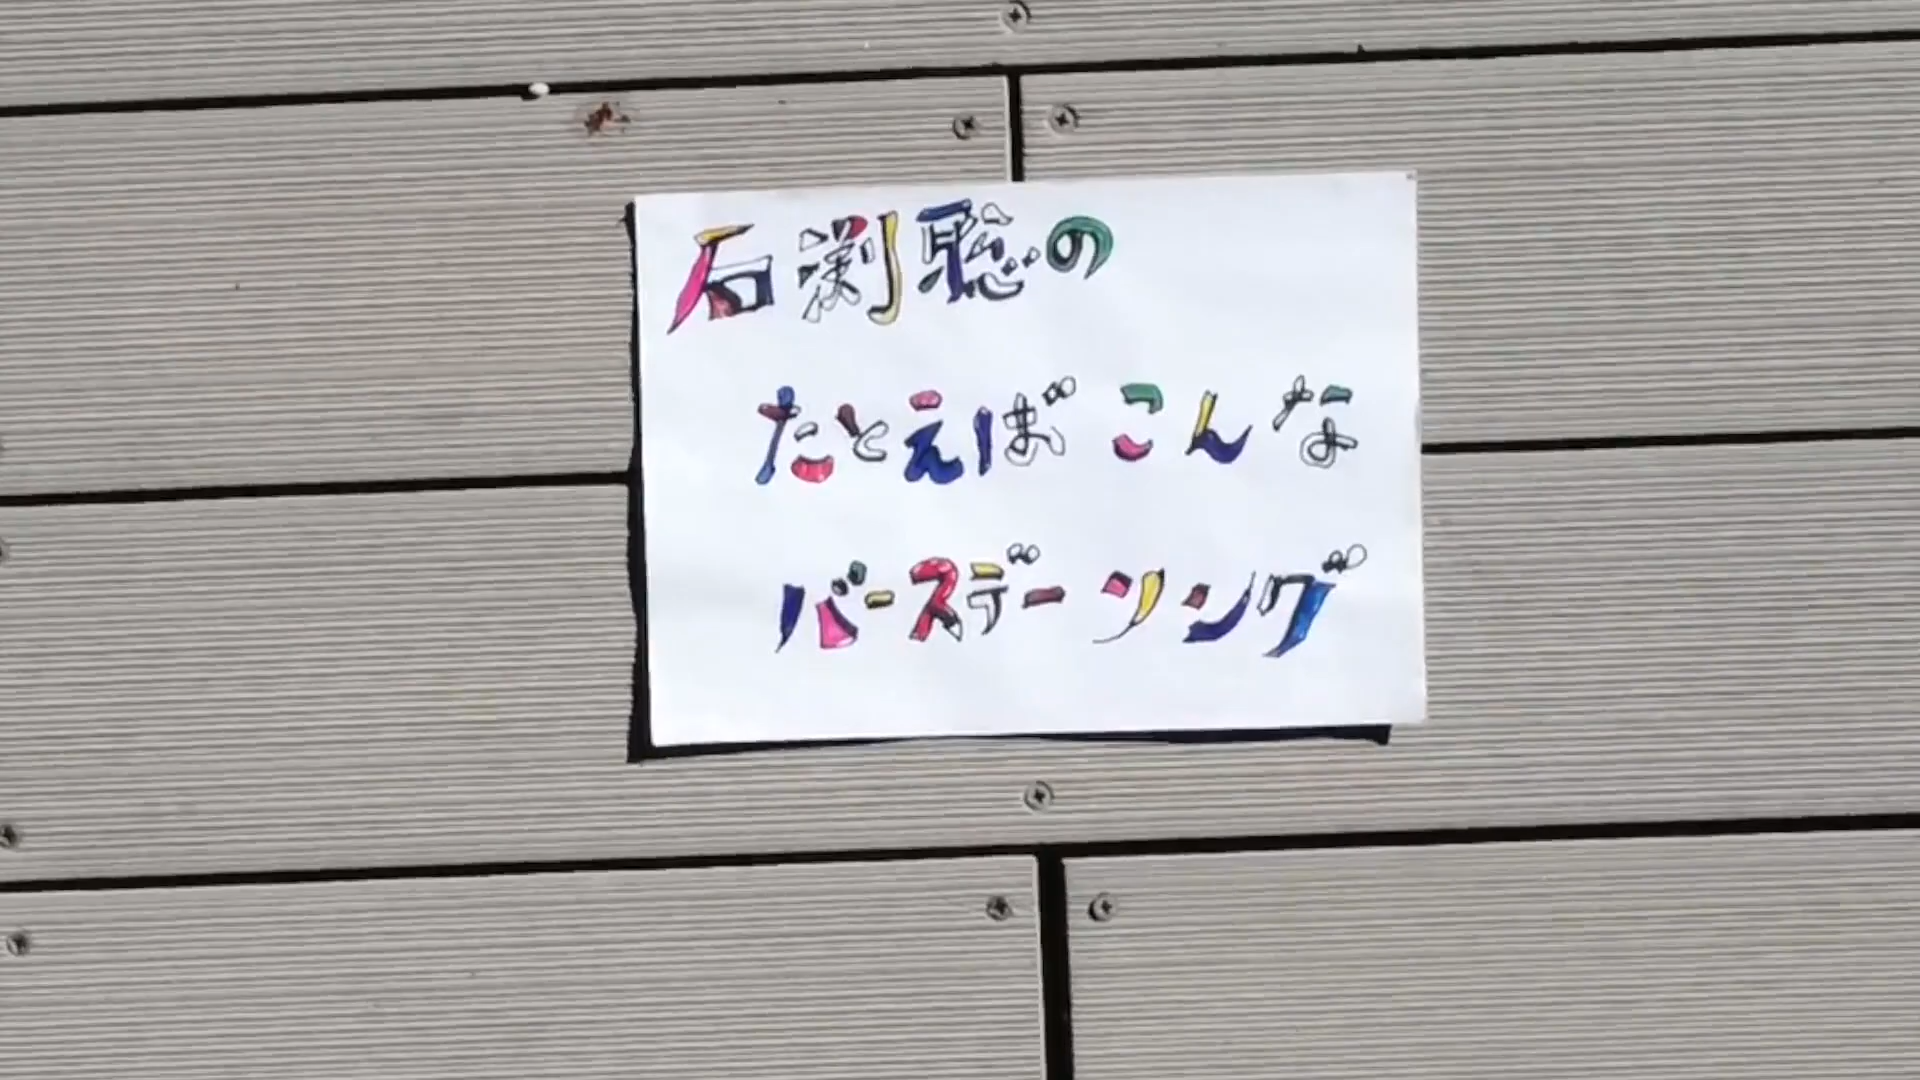 石渕聡の
たとえばこんな
バースデーソング